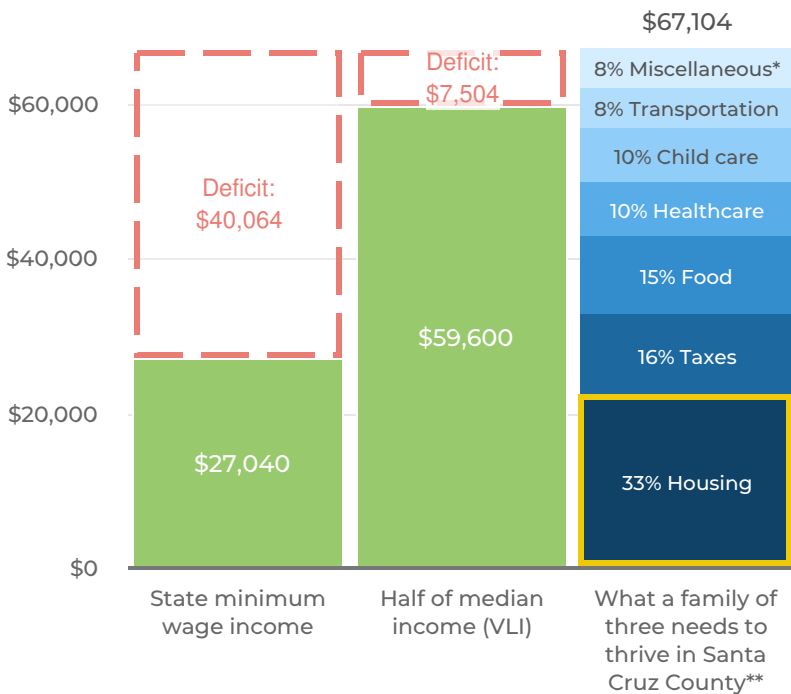 $67,104
Deficit:
$7,504
8% Miscellaneous*
$60,000
8% Transportation
10% Child care
Deficit:
$40,064
10% Healthcare
$40,000
15% Food
$59,600
16% Taxes
$20,000
$27,040
33% Housing
$0
State minimum
wage income
Half of median
income (VLI)
What a family of
three needs to
thrive in Santa
Cruz County**